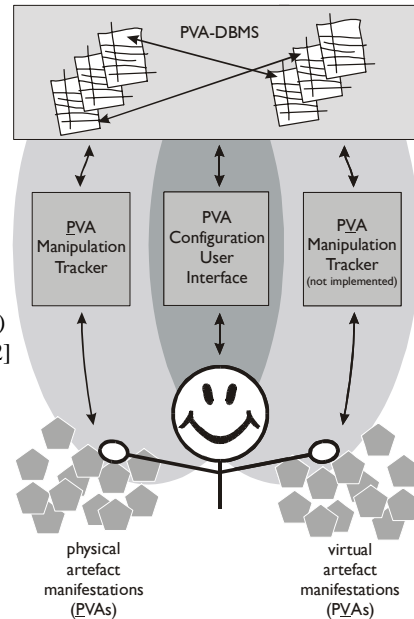 PVA-DBMS
PVA
Manipulation
Tracker
PVA
Configuration
User
Interface
PVA
Manipulation
Tracker
(not implemented)
)
2]
physical
artefact
manifestations
(PVAs)
virtual
artefact
manifestations
(PVAs)